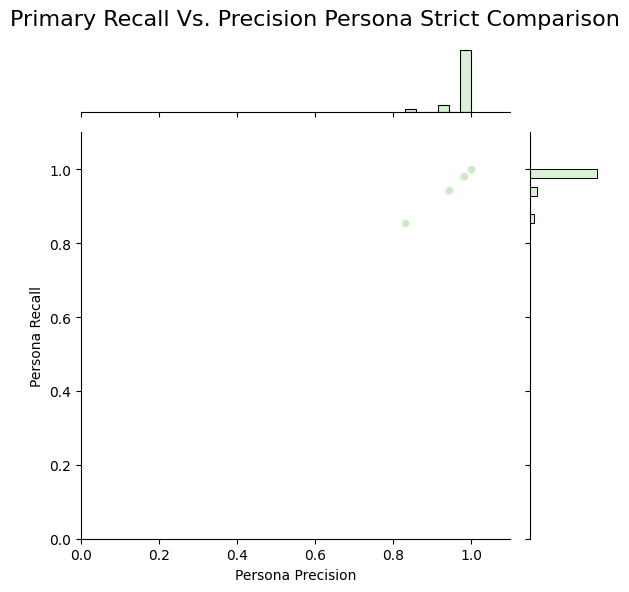 Primary Recall Vs. Precision Persona Strict Comparison
1.0
0.8
0.6
0.4
0.2
0.0
Persona Recall
0.0 0.2 0.4 0.6 0.8 1.0
Persona Precision